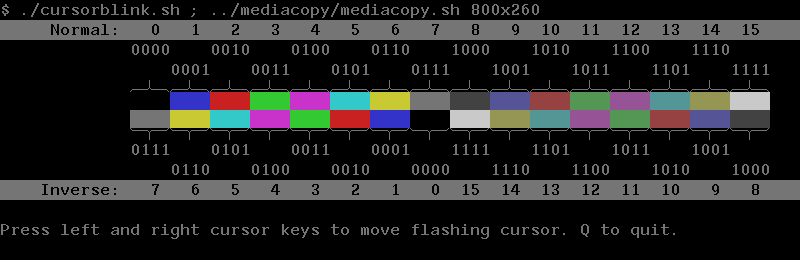 $ ./cursorblink.sh ; ../mediacopy/mediacopy.sh 800x260
Normal: 0 1 2 3 4 5 6 7 8 9 10 11 12 13 14 15
0000 0010 0100 0110 1000 1010 1100 1110
0001 0011 0101 0111 1001 1011 1101 1111
0111 0101 0011 0001 1111 1101 1011 1001
0110 0100 0010 0000 1110 1100 1010 1000
Inverse: 7 6 5 4 3 2 1 0 15 14 13 12 11 10 9 8
Press left and right cursor keys to move flashing cursor. Q to quit.